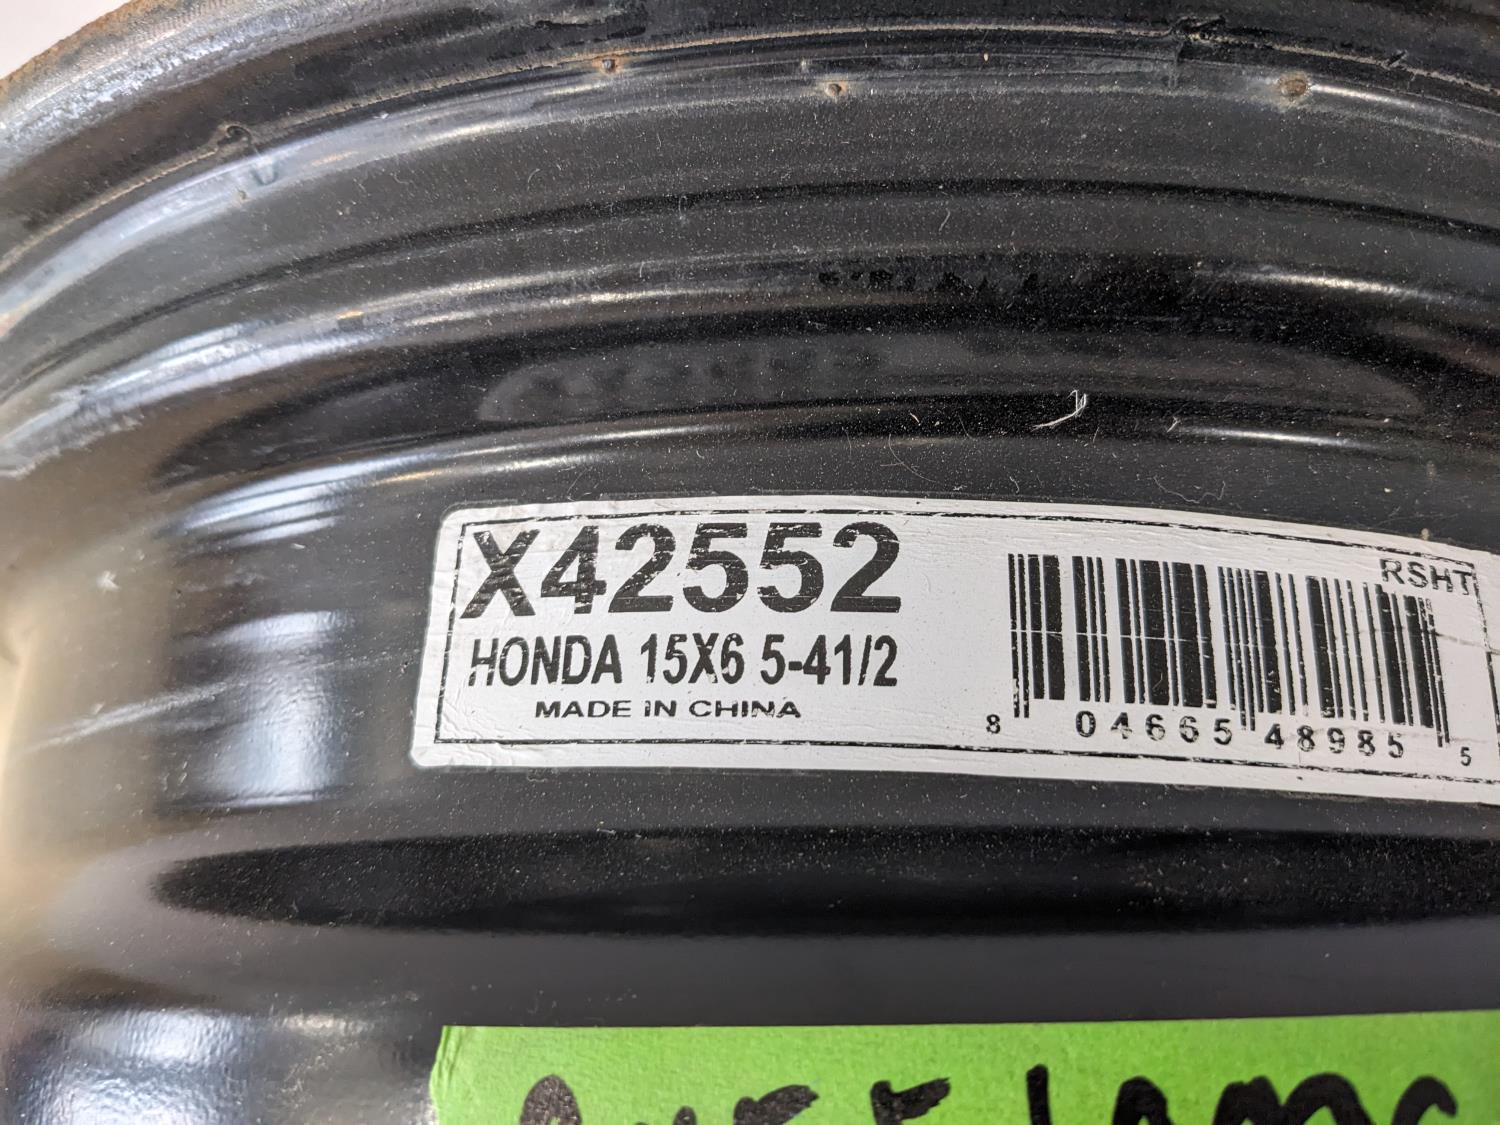 X42552
HONDA 15X6 5-41/2
MADE IN CHINA
RSHT
8 04665 48985 5